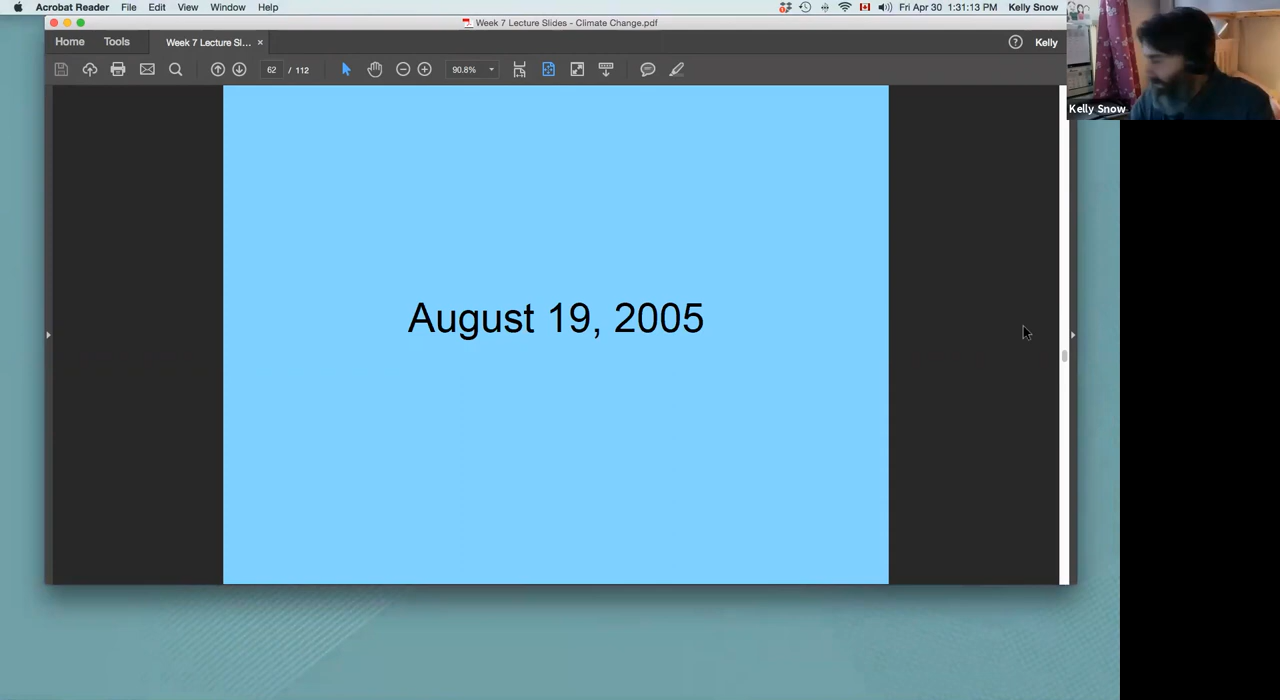 Acrobat Reader File Edit View Window Help Fri Apr 30 1:31:13 PM Kelly Snow
Week 7 Lecture Slides - Climate Change.pdf
Home Tools Week 7 Lecture Sl... × ? Kelly
62 / 112 90.8%
Kelly Snow
August 19, 2005